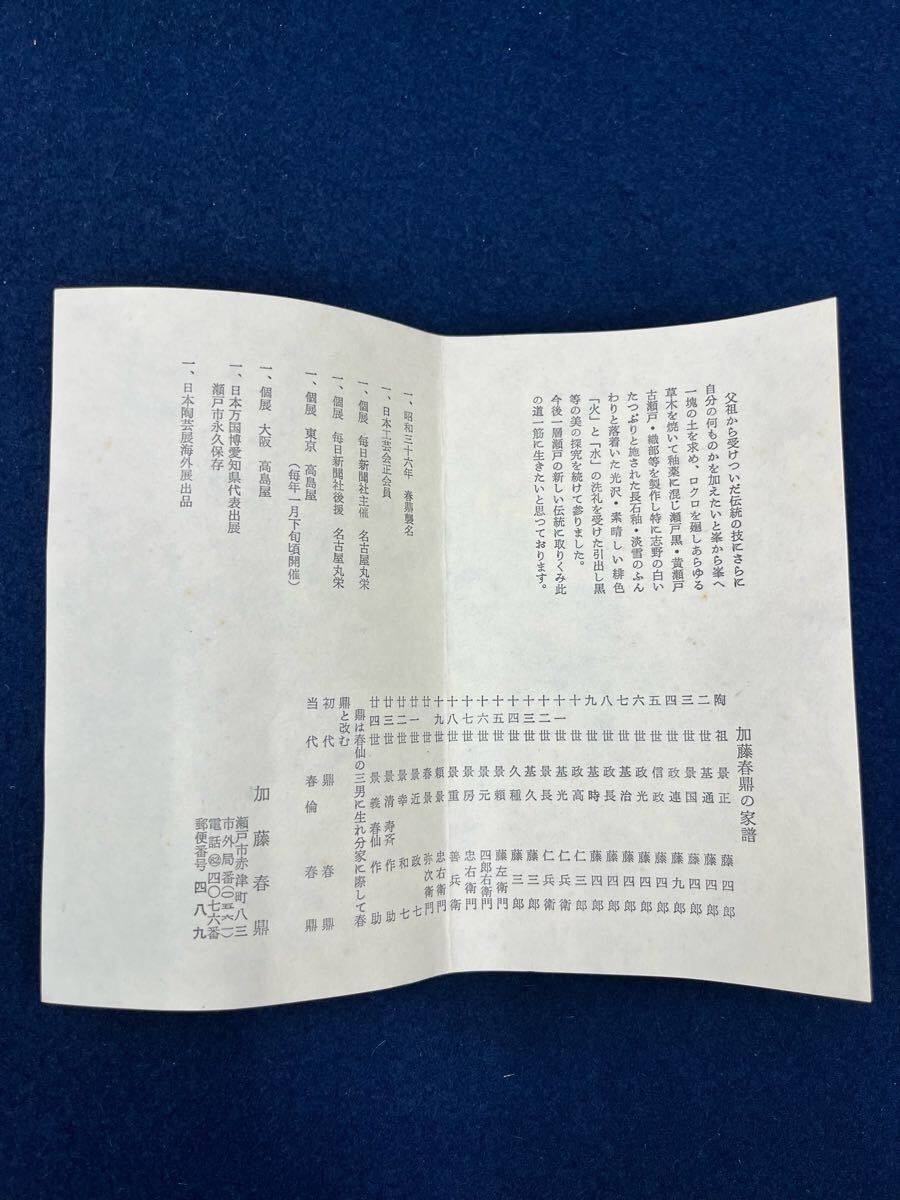 父祖から受けついだ伝統の技にさらに
自分の何ものかを加えたいと峯から峯へ
一塊の土を求め、ロクロを廻しあらゆる
草木を焼いて釉薬に混じ瀬戸黒・黄瀬戸
古瀬戸・織部等を製作し特に志野の白い
たつぷりと施された長石釉・淡雪のふん
わりと落着いた光沢・素晴しい緋色
「火」と「水」の洗礼を受けた引出し黒
等の美の探究を続けて参りました。
今後一層瀬戸の新しい伝統に取りくみ此
の道一筋に生きたいと思つております。
加藤春鼎の家譜
陶祖 景正 藤四郎
二世 基通 藤四郎
三世 景国 藤九郎
四世 政連 藤四郎
五世 信政 藤四郎
六世 政光 藤四郎
七世 基治 藤四郎
八世 政長 藤四郎
九世 基時 藤四郎
十世 政高 仁三郎
十一世 基光 仁兵衛
十二世 景長 仁兵衛
十三世 基久 藤三郎
十四世 久種 藤三郎
十五世 景頼 藤左衛門
十六世 景元 四郎右衛門
十七世 景房 忠右衛門
十八世 景重 善兵衛
十九世 頼景 忠右衛門
廿世 春景 弥次衛門
廿一世 景近 政七
廿二世 景幸 和七
廿三世 景清 寿斉 作助
廿四世 景義 春仙 作助
鼎は春仙の三男に生れ分家に際して春
鼎と改む
初代 鼎 春鼎
当代 春倫 春鼎
一、昭和三十六年 春鼎襲名
一、日本工芸会正会員
一、個展 毎日新聞社主催 名古屋丸栄
一、個展 毎日新聞社後援 名古屋丸栄
一、個展 東京 高島屋
(毎年一月下旬頃開催)
一、個展 大阪 高島屋
一、日本万国博愛知県代表出展
瀬戸市永久保存
一、日本陶芸展海外展出品
加藤春鼎
瀬戸市赤津町八三
市外局番(〇五六一)
電話(82)四〇七六番
郵便番号 四八九